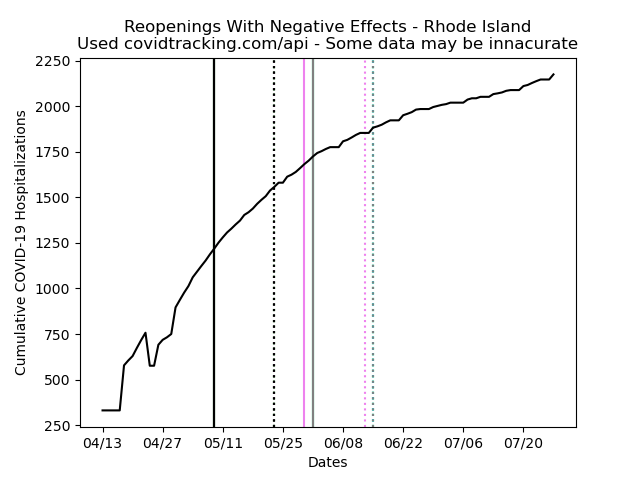 Reopenings With Negative Effects - Rhode Island
Used covidtracking.com/api - Some data may be innacurate
Cumulative COVID-19 Hospitalizations
2250
2000
1750
1500
1250
1000
750
500
250
04/13 04/27 05/11 05/25 06/08 06/22 07/06 07/20
Dates